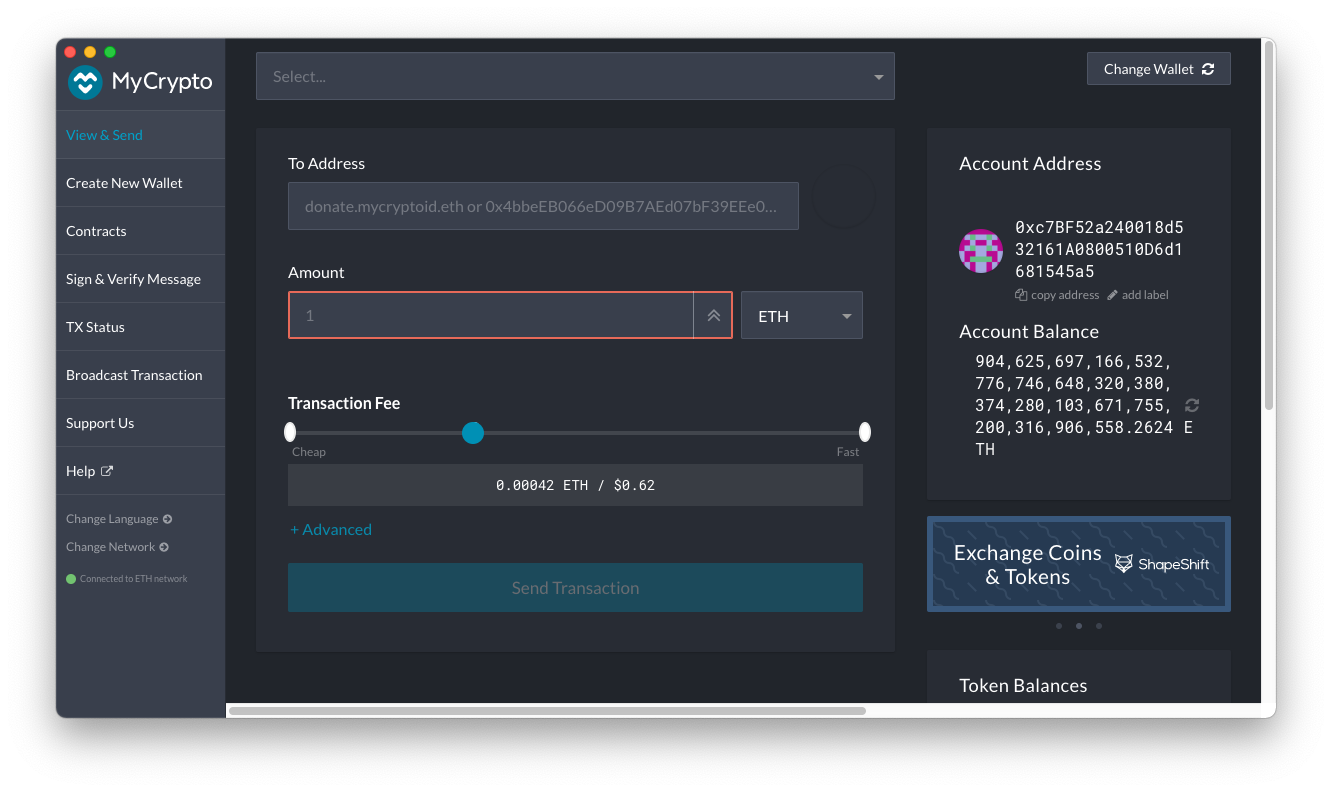 MyCrypto
View & Send
Create New Wallet
Contracts
Sign & Verify Message
TX Status
Broadcast Transaction
Support Us
Help
Change Language
Change Network
Connected to ETH network
Select...
Change Wallet
To Address
donate.mycryptoid.eth or 0x4bbeEB066eD09B7AEd07bF39EEe0...
Amount
1
ETH
Transaction Fee
Cheap
Fast
0.00042 ETH / $0.62
+ Advanced
Send Transaction
Account Address
0xc7BF52a240018d5
32161A0800510D6d1
681545a5
copy address
add label
Account Balance
904,625,697,166,532,
776,746,648,320,380,
374,280,103,671,755,
200,316,906,558.2624 E
TH
Exchange Coins
& Tokens
ShapeShift
Token Balances